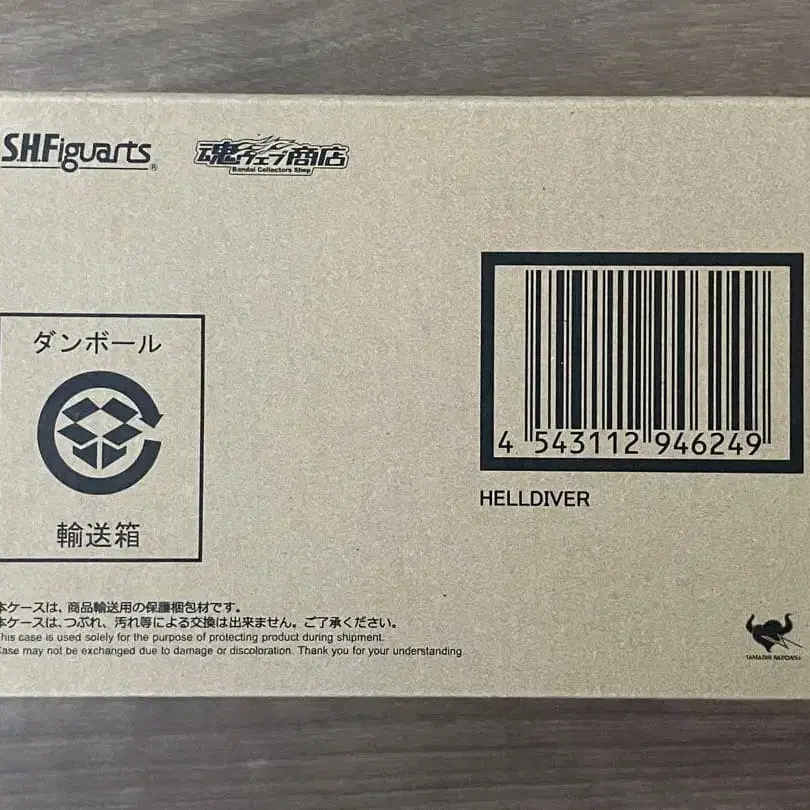 S.H.Figuarts®
魂ウェブ商店
Bandai Collectors Shop
ダンボール
輸送箱
4 543112 946249
HELLDIVER
本ケースは、商品輸送用の保護梱包材です。
本ケースは、つぶれ、汚れ等による交換は出来ません。ご了承ください。
This case is used solely for the purpose of protecting product during shipment.
Case may not be exchanged due to damage or discoloration. Thank you for your understanding.
TAMASHII NATIONS